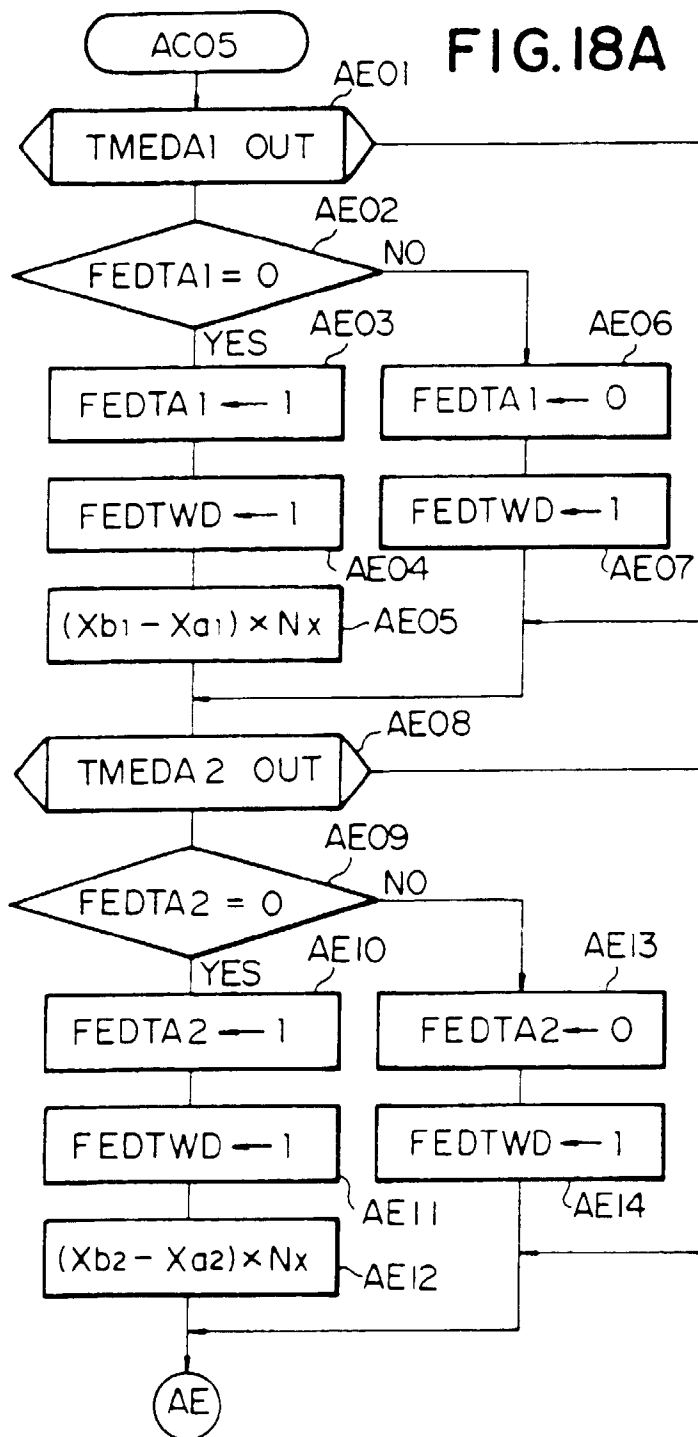 AC05
FIG.18A
AE01
TMEDA1 OUT
AE02
FEDTA1 = 0
NO
YES
AE03
FEDTA1 ← 1
AE06
FEDTA1 ← 0
FEDTWD ← 1
AE04
FEDTWD ← 1
AE07
(Xb1 - Xa1) × Nx
AE05
AE08
TMEDA2 OUT
AE09
FEDTA2 = 0
NO
YES
AE10
FEDTA2 ← 1
AE13
FEDTA2 ← 0
FEDTWD ← 1
AE11
FEDTWD ← 1
AE14
(Xb2 - Xa2) × Nx
AE12
AE